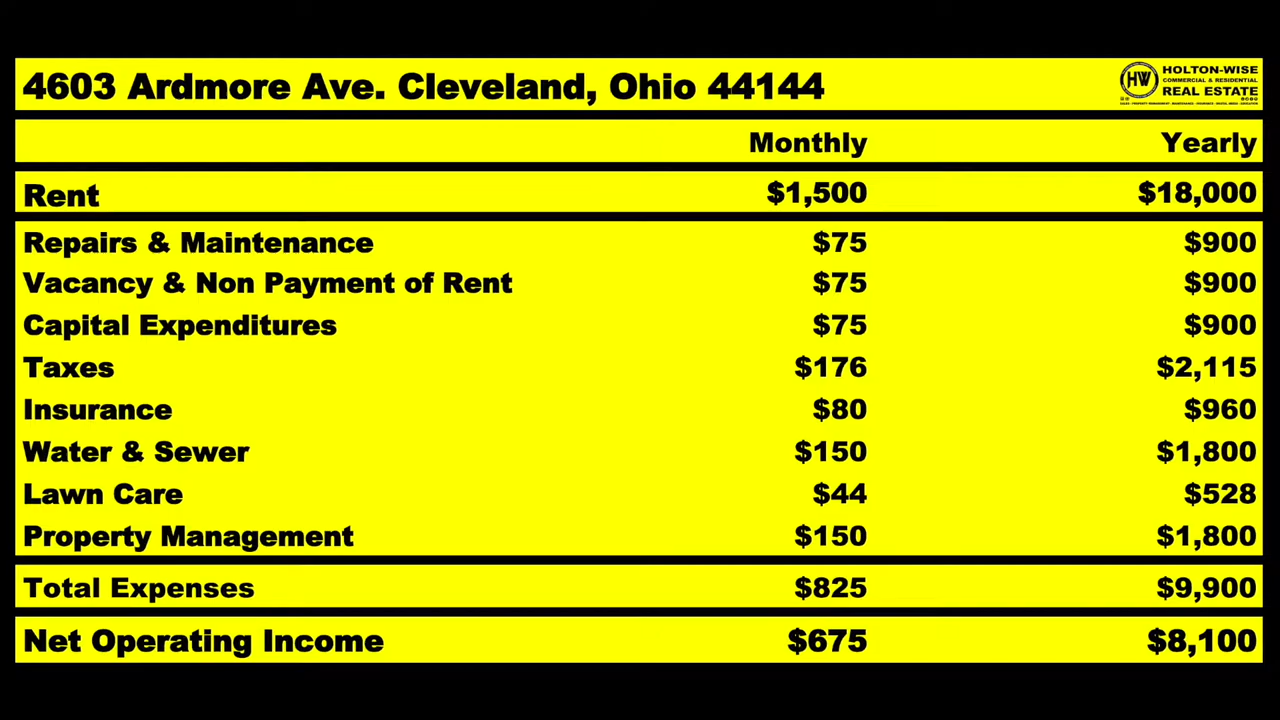 4603 Ardmore Ave. Cleveland, Ohio 44144
HOLTON-WISE
COMMERCIAL & RESIDENTIAL
REAL ESTATE
HW
Monthly Yearly
Rent $1,500 $18,000
Repairs & Maintenance $75 $900
Vacancy & Non Payment of Rent $75 $900
Capital Expenditures $75 $900
Taxes $176 $2,115
Insurance $80 $960
Water & Sewer $150 $1,800
Lawn Care $44 $528
Property Management $150 $1,800
Total Expenses $825 $9,900
Net Operating Income $675 $8,100